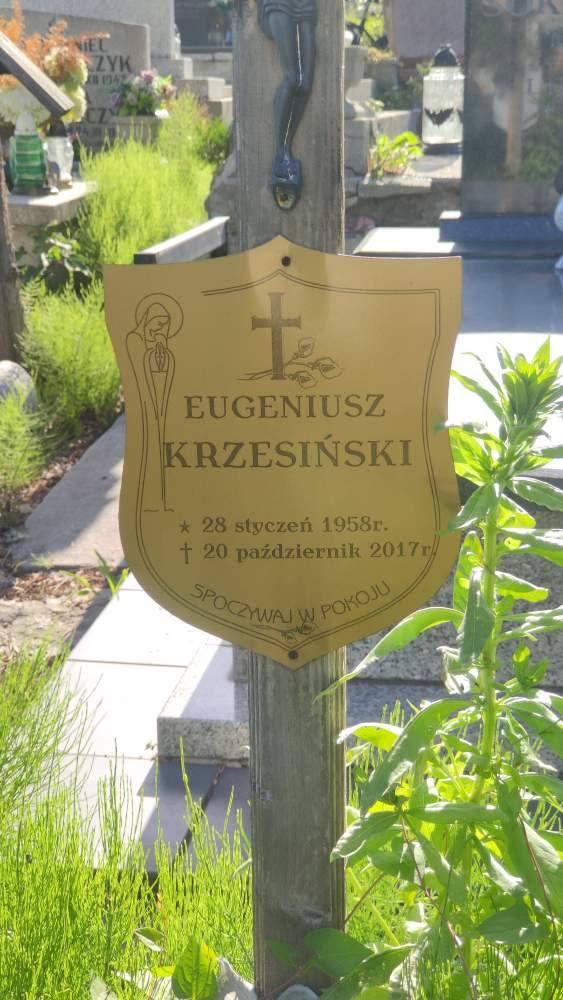 EUGENIUSZ
KRZESIŃSKI
★ 28 styczeń 1958r.
† 20 październik 2017r.
SPOCZYWAJ W POKOJU